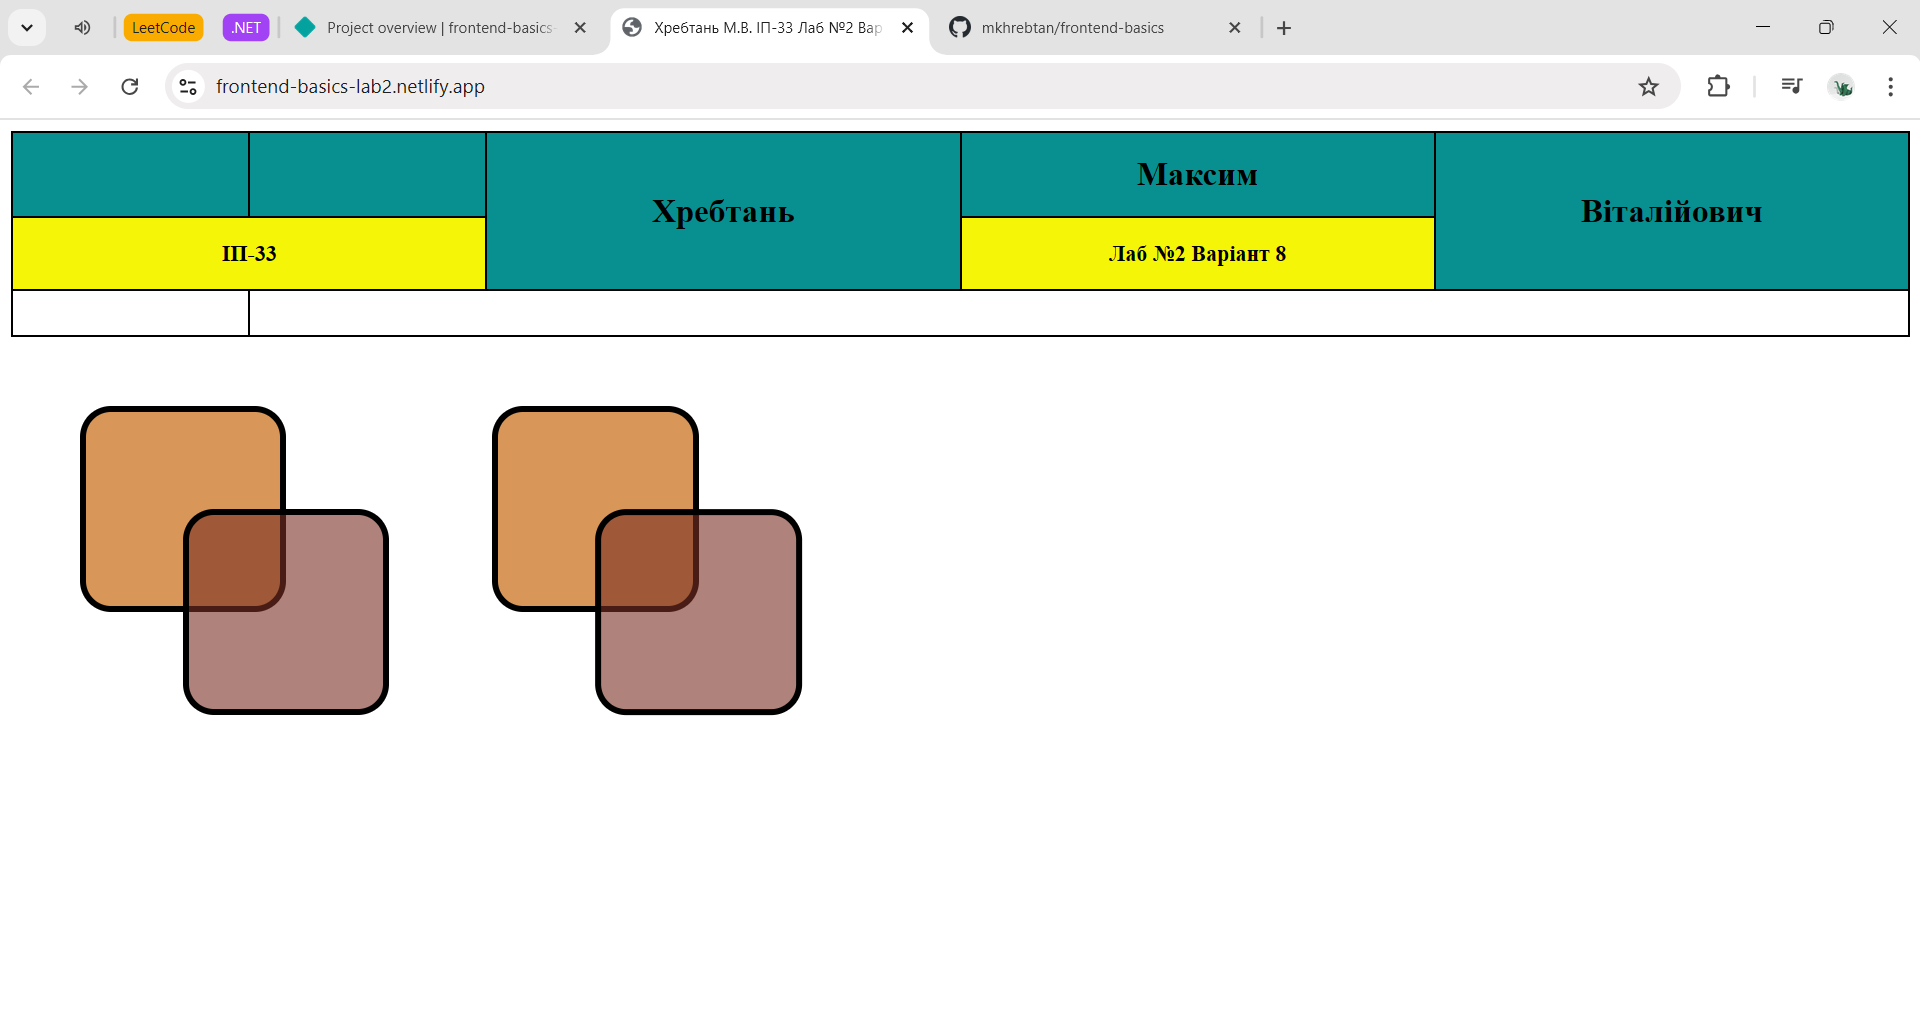 LeetCode .NET Project overview | frontend-basics- Хребтань М.В. ІП-33 Лаб №2 Вар mkhrebtan/frontend-basics
frontend-basics-lab2.netlify.app
Хребтань
Максим
Віталійович
ІП-33
Лаб №2 Варіант 8